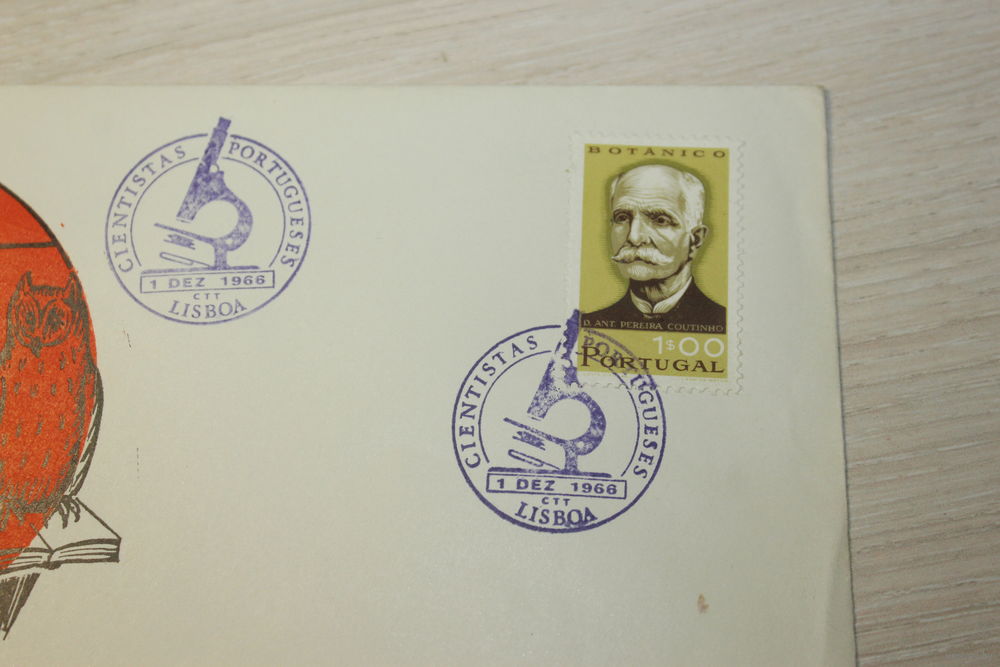 CIENTISTAS PORTUGUESES
1 DEZ 1966
CTT
LISBOA
BOTÂNICO
D. ANT. PEREIRA COUTINHO
1$00
PORTUGAL
CIENTISTAS PORTUGUESES
1 DEZ 1966
CTT
LISBOA